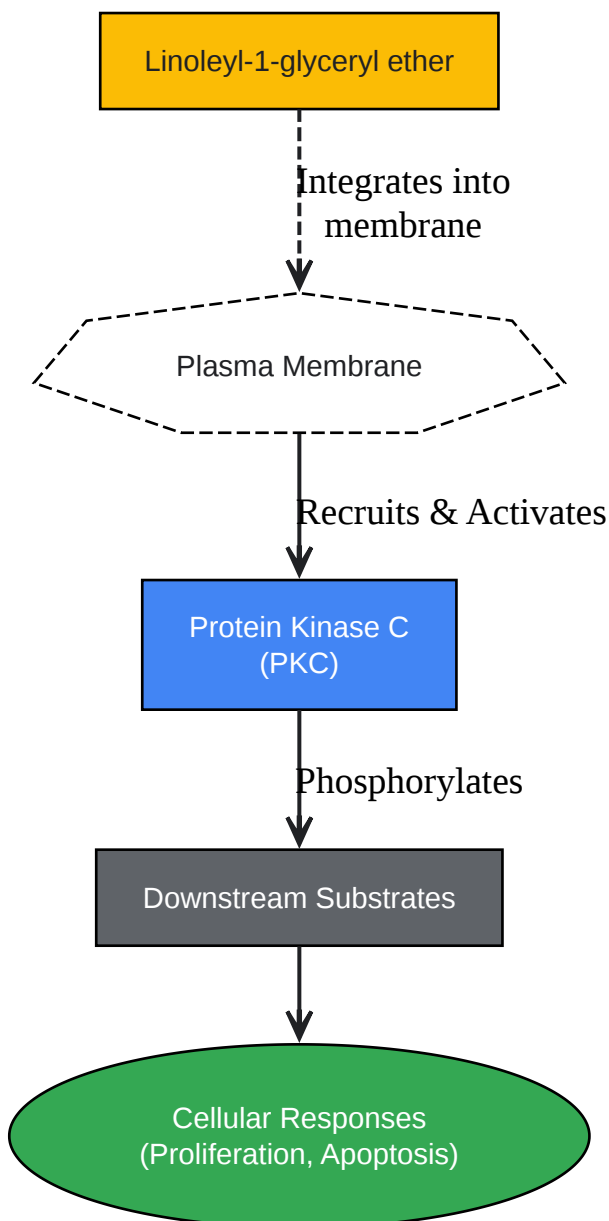 Linoleyl-1-glyceryl ether
Integrates into
membrane
Plasma Membrane
Recruits & Activates
Protein Kinase C
(PKC)
Phosphorylates
Downstream Substrates
Cellular Responses
(Proliferation, Apoptosis)